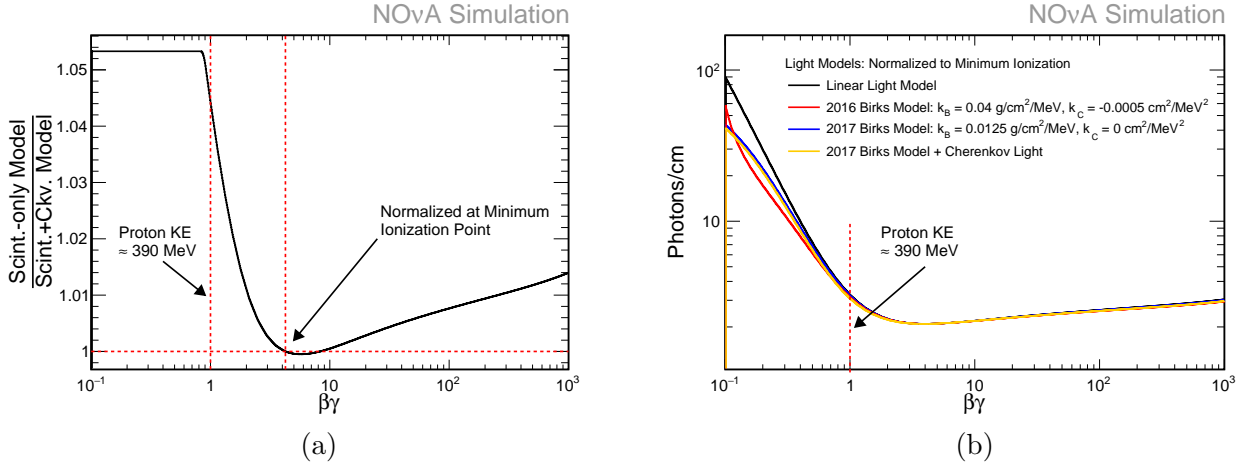 NOνA Simulation
Scint.-only Model
Scint.+Ckv. Model
1.05
1.04
1.03
1.02
1.01
1
Proton KE
≈ 390 MeV
Normalized at Minimum
Ionization Point
10⁻¹ 1 10 10² 10³
βγ
(a)
NOνA Simulation
Photons/cm
10²
10
Light Models: Normalized to Minimum Ionization
Linear Light Model
2016 Birks Model: k_B = 0.04 g/cm²/MeV, k_C = -0.0005 cm²/MeV²
2017 Birks Model: k_B = 0.0125 g/cm²/MeV, k_C = 0 cm²/MeV²
2017 Birks Model + Cherenkov Light
Proton KE
≈ 390 MeV
10⁻¹ 1 10 10² 10³
βγ
(b)